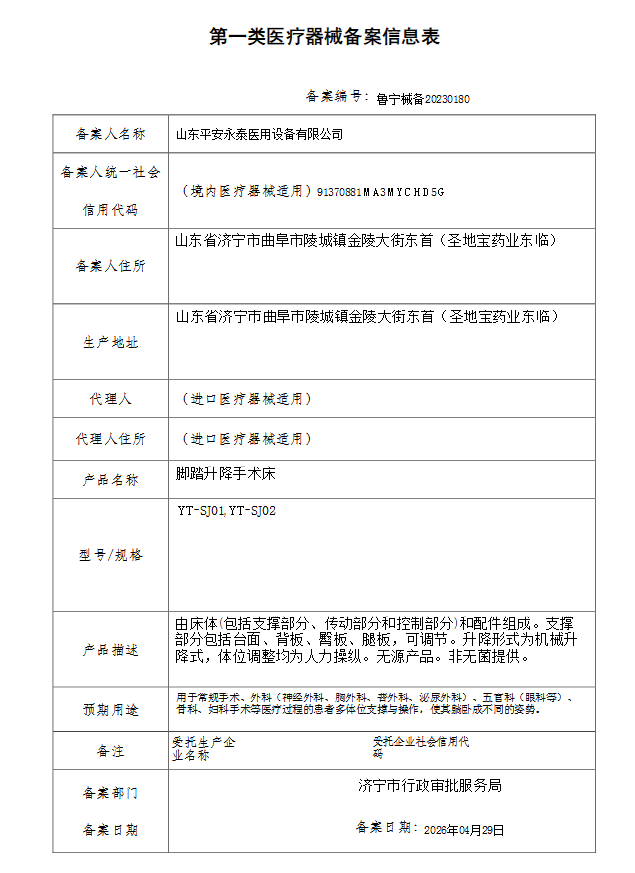 第一类医疗器械备案信息表
备案编号：鲁宁械备20230180
备案人名称 山东平安永泰医用设备有限公司
备案人统一社会
信用代码
（境内医疗器械适用）91370881MA3MYCHD5G
备案人住所
山东省济宁市曲阜市陵城镇金陵大街东首（圣地宝药业东临）
生产地址
山东省济宁市曲阜市陵城镇金陵大街东首（圣地宝药业东临）
代理人 （进口医疗器械适用）
代理人住所 （进口医疗器械适用）
产品名称 脚踏升降手术床
型号/规格
YT-SJ01,YT-SJ02
产品描述
由床体(包括支撑部分、传动部分和控制部分)和配件组成。支撑
部分包括台面、背板、臀板、腿板，可调节。升降形式为机械升
降式，体位调整均为人力操纵。无源产品。非无菌提供。
预期用途
用于常规手术、外科（神经外科、胸外科、普外科、泌尿外科）、五官科（眼科等）、
骨科、妇科手术等医疗过程的患者多体位支撑与操作，使其躺卧成不同的姿势。
备注
受托生产企
业名称
受托企业社会信用代
码
备案部门
济宁市行政审批服务局
备案日期
备案日期：2026年04月29日